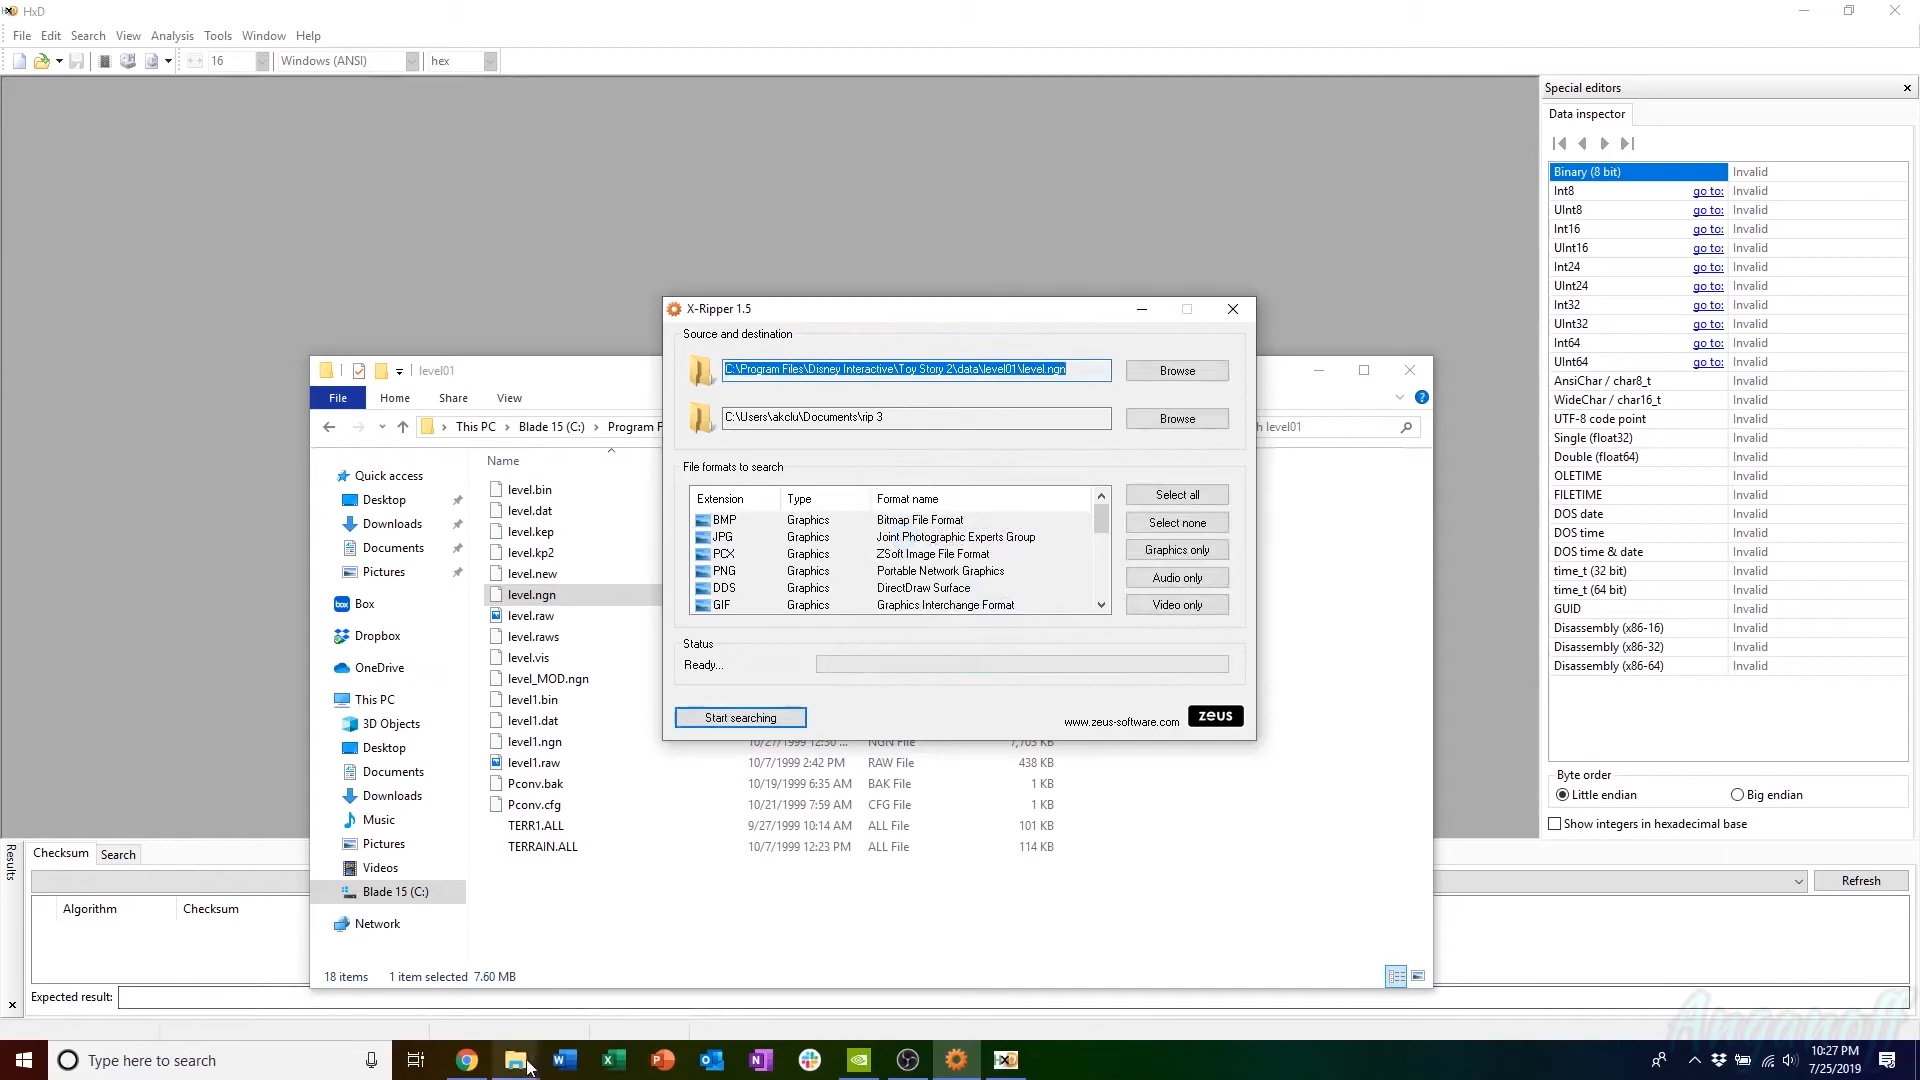 HxD
File Edit Search View Analysis Tools Window Help
16 Windows (ANSI) hex
Special editors
Data inspector
Binary (8 bit) Invalid
Int8 go to: Invalid
UInt8 go to: Invalid
Int16 go to: Invalid
UInt16 go to: Invalid
Int24 go to: Invalid
UInt24 go to: Invalid
Int32 go to: Invalid
UInt32 go to: Invalid
Int64 go to: Invalid
UInt64 go to: Invalid
AnsiChar / char8_t Invalid
WideChar / char16_t Invalid
UTF-8 code point Invalid
Single (float32) Invalid
Double (float64) Invalid
OLETIME Invalid
FILETIME Invalid
DOS date Invalid
DOS time Invalid
DOS time & date Invalid
time_t (32 bit) Invalid
time_t (64 bit) Invalid
GUID Invalid
Disassembly (x86-16) Invalid
Disassembly (x86-32) Invalid
Disassembly (x86-64) Invalid
Byte order
Little endian Big endian
Show integers in hexadecimal base
X-Ripper 1.5
Source and destination
C:\Program Files\Disney Interactive\Toy Story 2\data\level01\level.ngn Browse
C:\Users\akclu\Documents\rip 3 Browse
File formats to search
Extension Type Format name
BMP Graphics Bitmap File Format
JPG Graphics Joint Photographic Experts Group
PCX Graphics ZSoft Image File Format
PNG Graphics Portable Network Graphics
DDS Graphics DirectDraw Surface
GIF Graphics Graphics Interchange Format
Select all
Select none
Graphics only
Audio only
Video only
Status
Ready...
Start searching
www.zeus-software.com zeus
level01
File Home Share View
This PC Blade 15 (C:) Program F
h level01
Quick access
Desktop
Downloads
Documents
Pictures
Box
Dropbox
OneDrive
This PC
3D Objects
Desktop
Documents
Downloads
Music
Pictures
Videos
Blade 15 (C:)
Network
Name
level.bin
level.dat
level.kep
level.kp2
level.new
level.ngn
level.raw
level.raws
level.vis
level_MOD.ngn
level1.bin
level1.dat
level1.ngn 10/27/1999 12:30 ... NGN File 7,703 KB
level1.raw 10/7/1999 2:42 PM RAW File 438 KB
Pconv.bak 10/19/1999 6:35 AM BAK File 1 KB
Pconv.cfg 10/21/1999 7:59 AM CFG File 1 KB
TERR1.ALL 9/27/1999 10:14 AM ALL File 101 KB
TERRAIN.ALL 10/7/1999 12:23 PM ALL File 114 KB
18 items 1 item selected 7.60 MB
Results
Checksum Search
Refresh
Algorithm Checksum
Expected result:
Anganoff
Type here to search
10:27 PM
7/25/2019